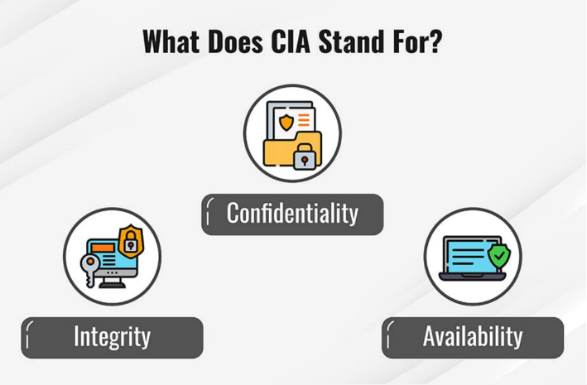 What Does CIA Stand For?
Confidentiality
Integrity
Availability